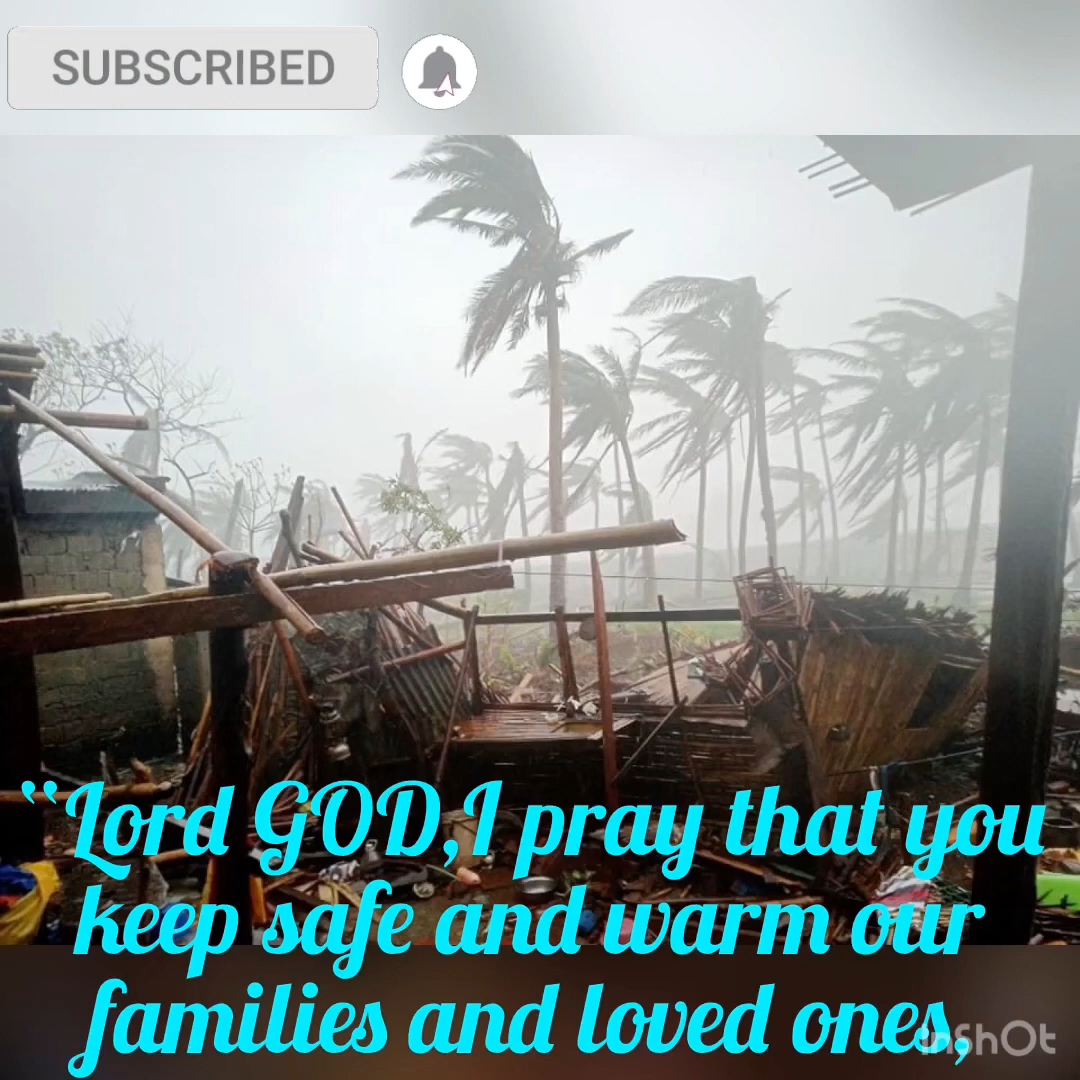 SUBSCRIBED
“Lord GOD,I pray that you
keep safe and warm our
families and loved ones,
InShOt